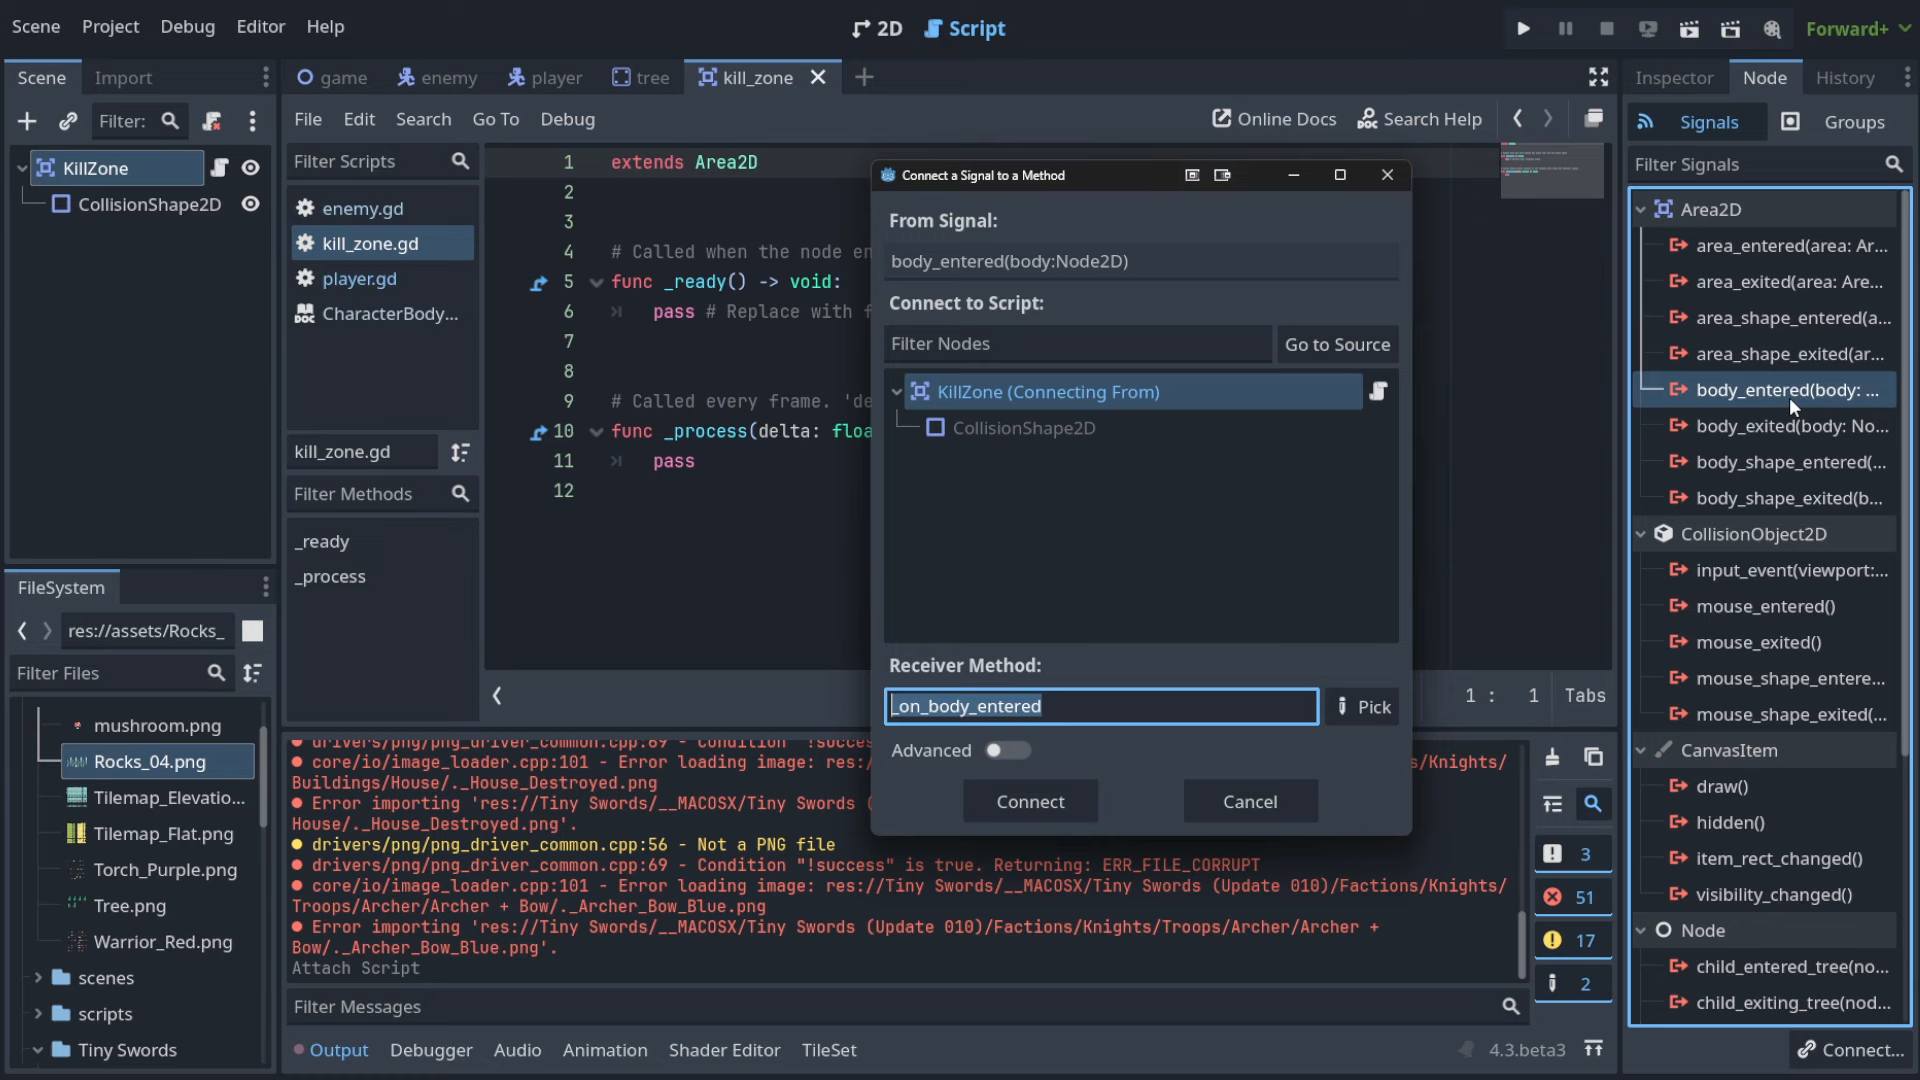 Scene Project Debug Editor Help
2D Script
Forward+
Scene Import
game enemy player tree kill_zone
Inspector Node History
Filter:
File Edit Search Go To Debug
Online Docs Search Help
Signals Groups
KillZone
CollisionShape2D
Filter Scripts
enemy.gd
kill_zone.gd
player.gd
CharacterBody...
kill_zone.gd
Filter Methods
_ready
_process
1 extends Area2D
2
3
4 # Called when the node en
5 func _ready() -> void:
6 pass # Replace with f
7
8
9 # Called every frame. 'de
10 func _process(delta: floa
11 pass
12
Connect a Signal to a Method
From Signal:
body_entered(body:Node2D)
Connect to Script:
Filter Nodes Go to Source
KillZone (Connecting From)
CollisionShape2D
Receiver Method:
_on_body_entered Pick
Advanced
Connect Cancel
1 : 1 Tabs
Filter Signals
Area2D
area_entered(area: Ar...
area_exited(area: Are...
area_shape_entered(a...
area_shape_exited(ar...
body_entered(body: ...
body_exited(body: No...
body_shape_entered(...
body_shape_exited(b...
CollisionObject2D
input_event(viewport:...
mouse_entered()
mouse_exited()
mouse_shape_entere...
mouse_shape_exited(...
CanvasItem
draw()
hidden()
item_rect_changed()
visibility_changed()
Node
child_entered_tree(no...
child_exiting_tree(nod...
Connect...
FileSystem
res://assets/Rocks_
Filter Files
mushroom.png
Rocks_04.png
Tilemap_Elevatio...
Tilemap_Flat.png
Torch_Purple.png
Tree.png
Warrior_Red.png
scenes
scripts
Tiny Swords
drivers/png/png_driver_common.cpp:69 - Condition "!succes
core/io/image_loader.cpp:101 - Error loading image: res:/ s/Knights/
Buildings/House/._House_Destroyed.png
Error importing 'res://Tiny Swords/__MACOSX/Tiny Swords (
House/._House_Destroyed.png'.
drivers/png/png_driver_common.cpp:56 - Not a PNG file
drivers/png/png_driver_common.cpp:69 - Condition "!success" is true. Returning: ERR_FILE_CORRUPT
core/io/image_loader.cpp:101 - Error loading image: res://Tiny Swords/__MACOSX/Tiny Swords (Update 010)/Factions/Knights/
Troops/Archer/Archer + Bow/._Archer_Bow_Blue.png
Error importing 'res://Tiny Swords/__MACOSX/Tiny Swords (Update 010)/Factions/Knights/Troops/Archer/Archer +
Bow/._Archer_Bow_Blue.png'.
Attach Script
3
51
17
2
Filter Messages
Output Debugger Audio Animation Shader Editor TileSet
4.3.beta3